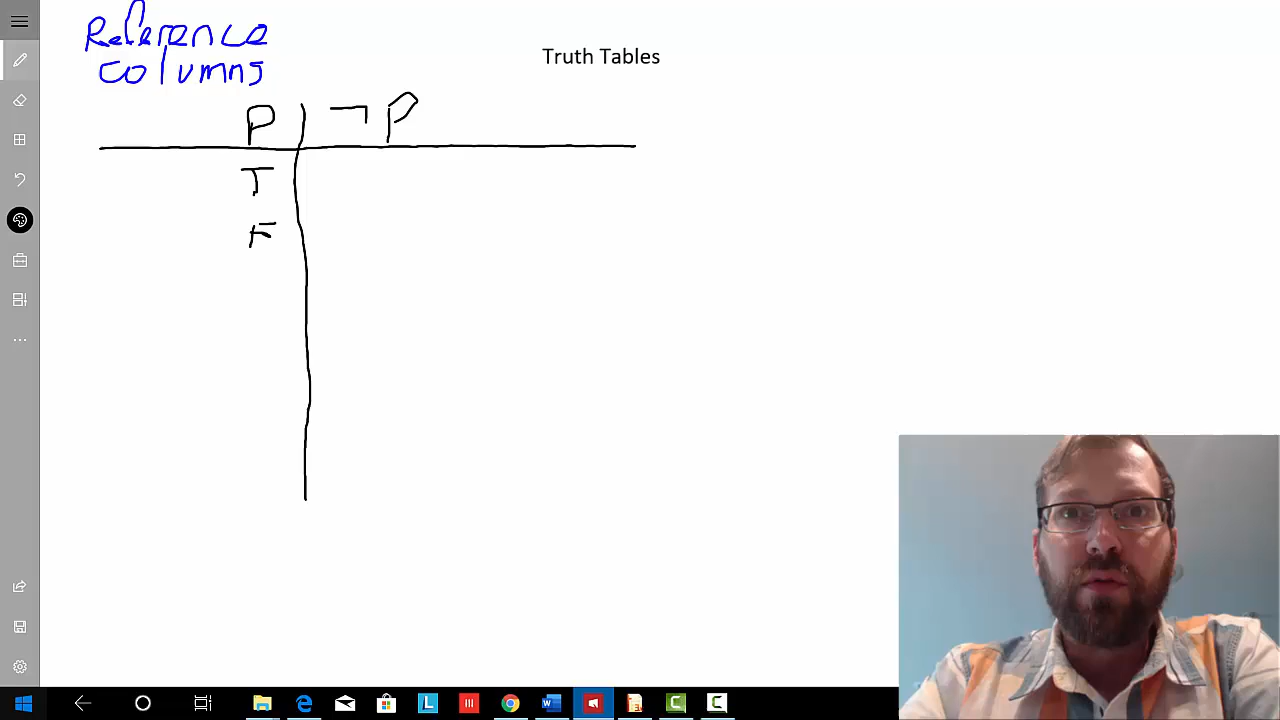 Reference
columns
Truth Tables
P ¬ P
T
F